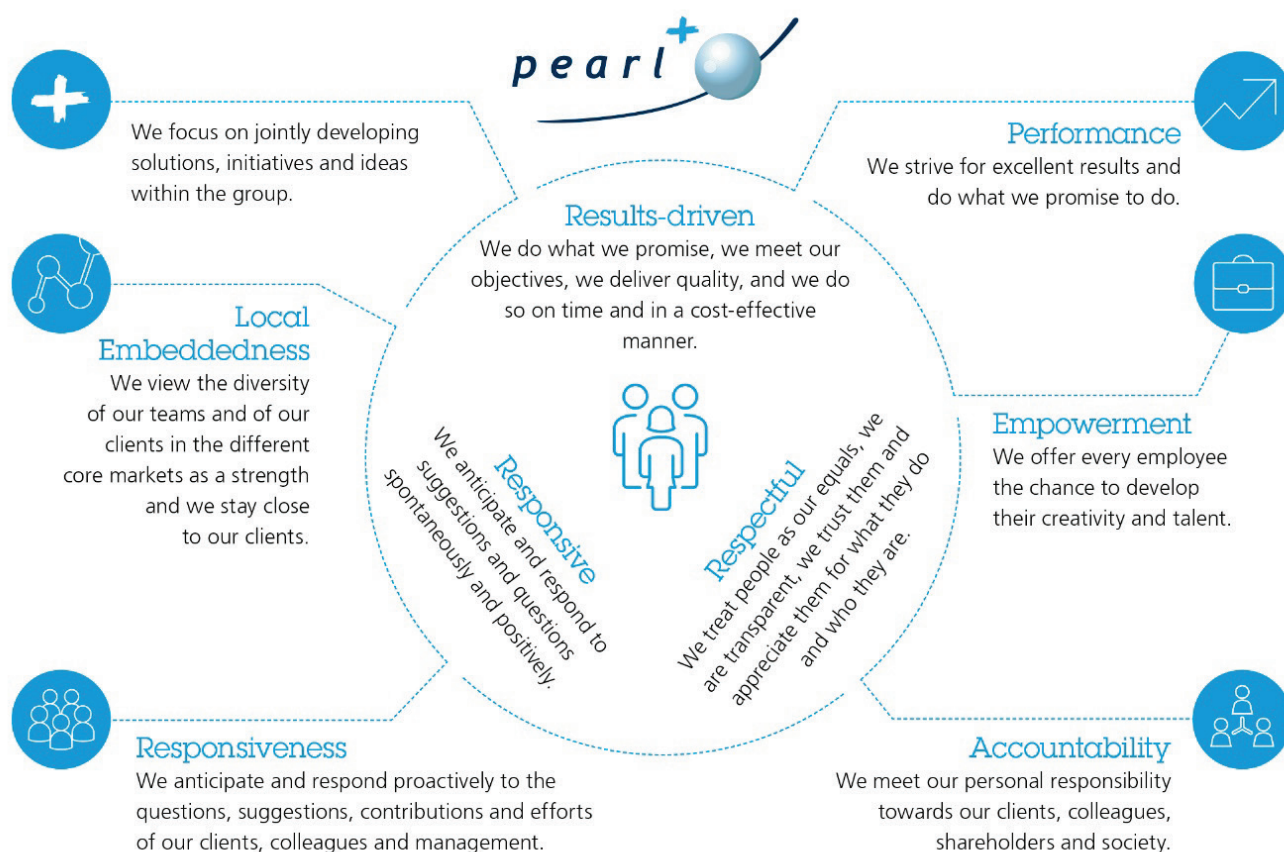 pearl+
We focus on jointly developing
solutions, initiatives and ideas
within the group.
Performance
We strive for excellent results and
do what we promise to do.
Results-driven
We do what we promise, we meet our
objectives, we deliver quality, and we do
so on time and in a cost-effective
manner.
Local
Embeddedness
We view the diversity
of our teams and of our
clients in the different
core markets as a strength
and we stay close
to our clients.
Responsive
We anticipate and respond to
suggestions and questions
spontaneously and positively.
Respectful
We treat people as our equals, we
are transparent, we trust them and
appreciate them for what they do
and who they are.
Empowerment
We offer every employee
the chance to develop
their creativity and talent.
Responsiveness
We anticipate and respond proactively to the
questions, suggestions, contributions and efforts
of our clients, colleagues and management.
Accountability
We meet our personal responsibility
towards our clients, colleagues,
shareholders and society.